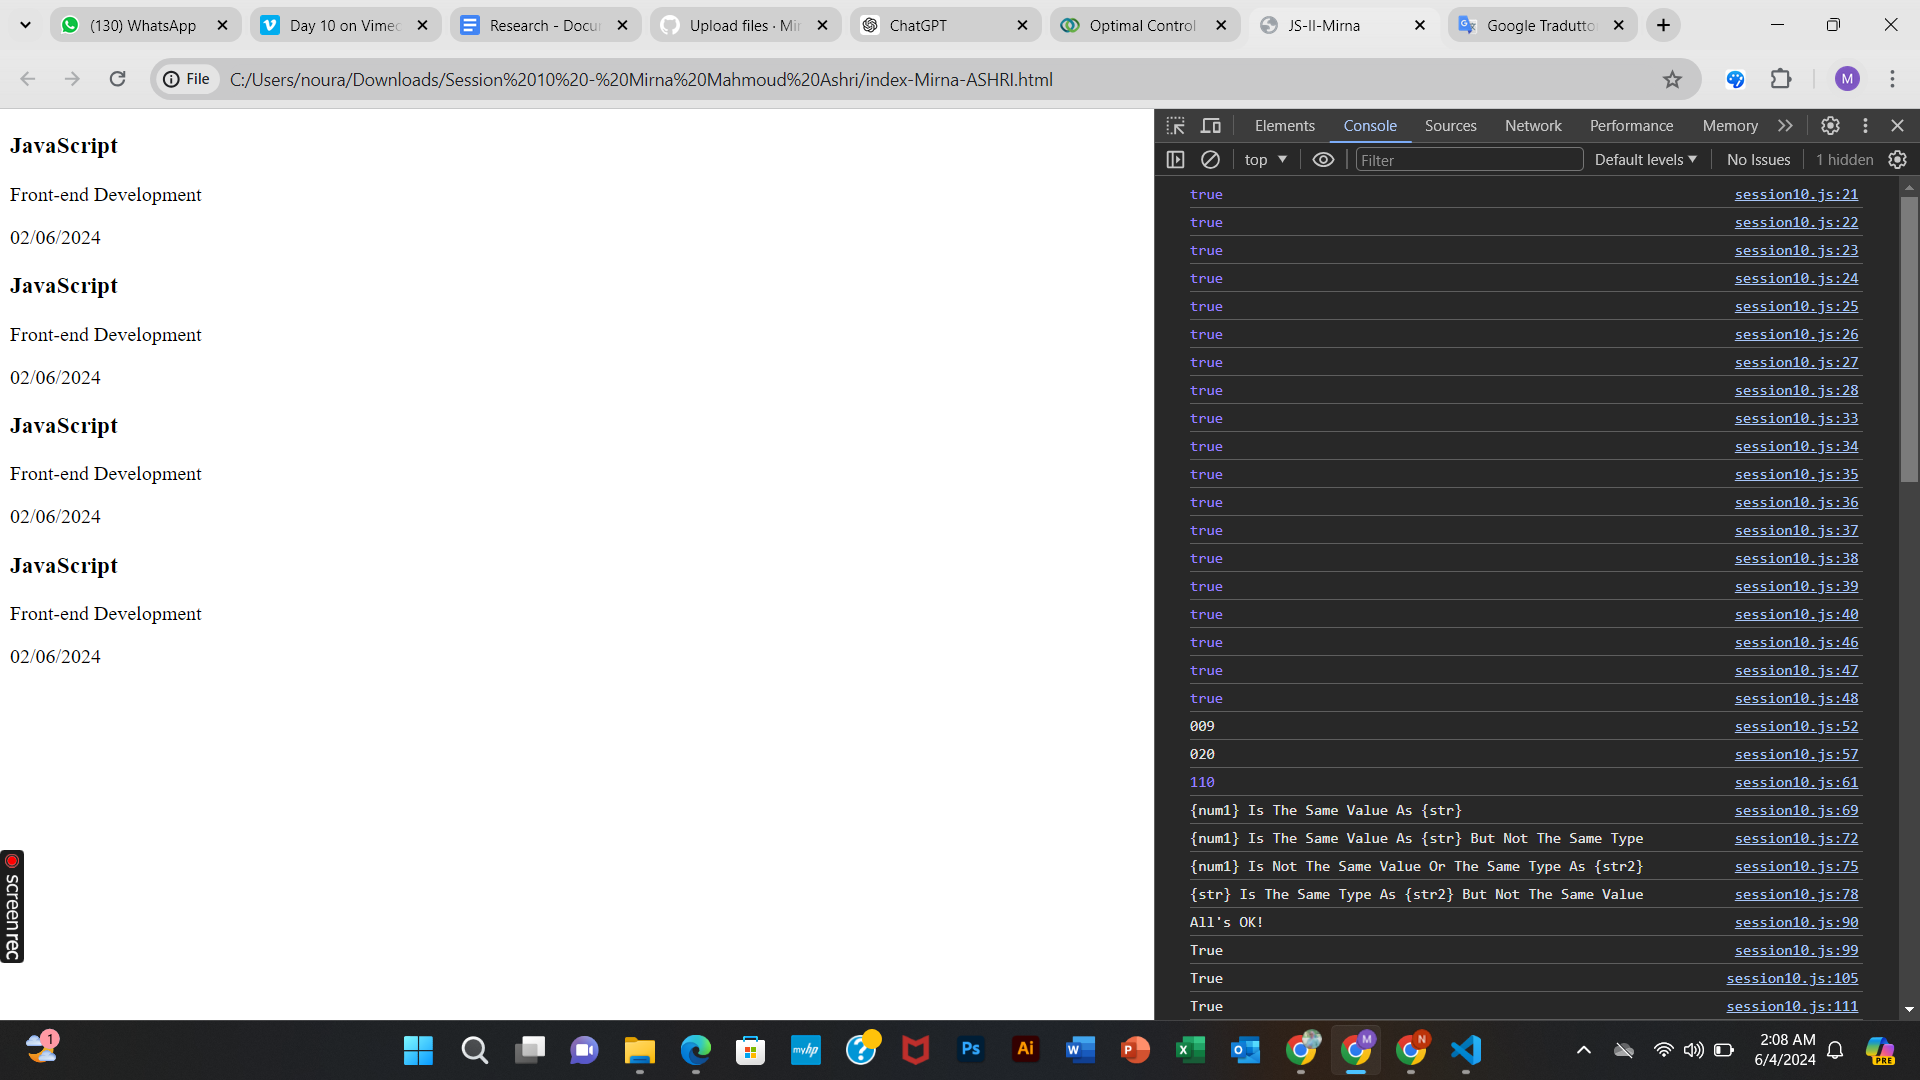 (130) WhatsApp
Day 10 on Vimec
Research - Docu
Upload files · Mir
ChatGPT
Optimal Control
JS-II-Mirna
Google Tradutto
File
C:/Users/noura/Downloads/Session%2010%20-%20Mirna%20Mahmoud%20Ashri/index-Mirna-ASHRI.html
M
JavaScript
Front-end Development
02/06/2024
JavaScript
Front-end Development
02/06/2024
JavaScript
Front-end Development
02/06/2024
JavaScript
Front-end Development
02/06/2024
screenrec
Elements Console Sources Network Performance Memory
top Filter Default levels No Issues 1 hidden
true session10.js:21
true session10.js:22
true session10.js:23
true session10.js:24
true session10.js:25
true session10.js:26
true session10.js:27
true session10.js:28
true session10.js:33
true session10.js:34
true session10.js:35
true session10.js:36
true session10.js:37
true session10.js:38
true session10.js:39
true session10.js:40
true session10.js:46
true session10.js:47
true session10.js:48
009 session10.js:52
020 session10.js:57
110 session10.js:61
{num1} Is The Same Value As {str} session10.js:69
{num1} Is The Same Value As {str} But Not The Same Type session10.js:72
{num1} Is Not The Same Value Or The Same Type As {str2} session10.js:75
{str} Is The Same Type As {str2} But Not The Same Value session10.js:78
All's OK! session10.js:90
True session10.js:99
True session10.js:105
True session10.js:111
1
myhp
?
Ps
Ai
W
P
X
O
M
N
2:08 AM
6/4/2024
PRE